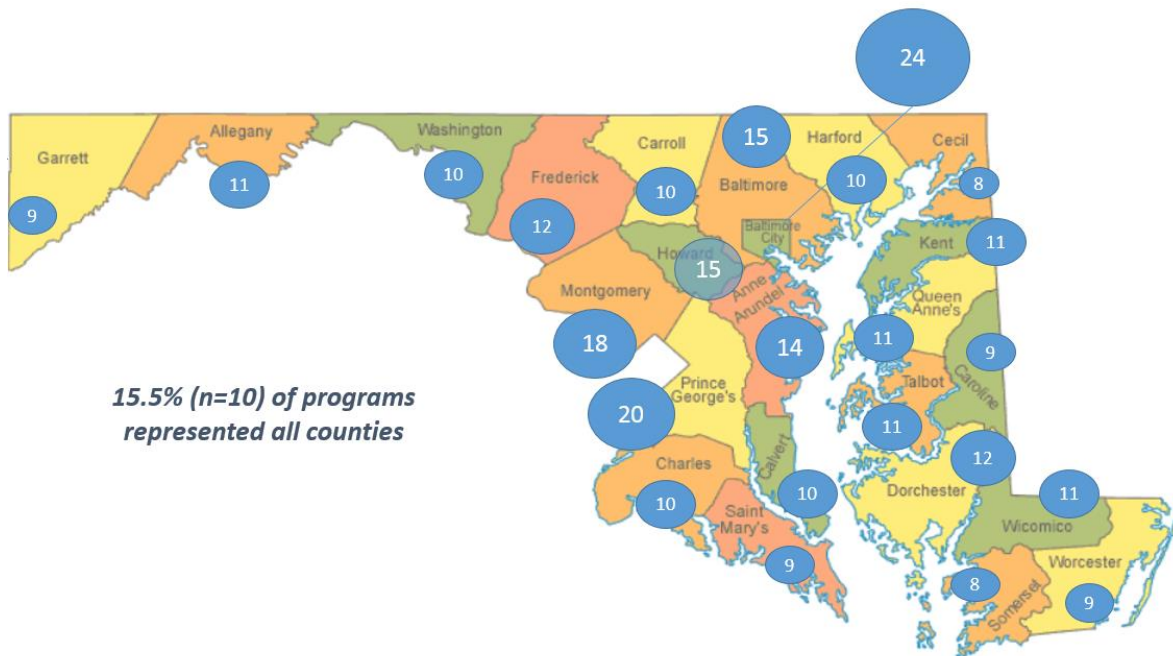 24
Garrett
9
Allegany
11
Washington
10
Frederick
12
Carroll
10
15
Baltimore
Harford
10
Cecil
8
Baltimore
City
Kent
11
Howard
15
Montgomery
18
Anne
Arundel
14
Queen
Anne's
11
9
Caroline
Talbot
11
Prince
George's
20
15.5% (n=10) of programs
represented all counties
Charles
10
Calvert
10
12
Dorchester
Saint
Mary's
9
11
Wicomico
Worcester
9
8
Somerset